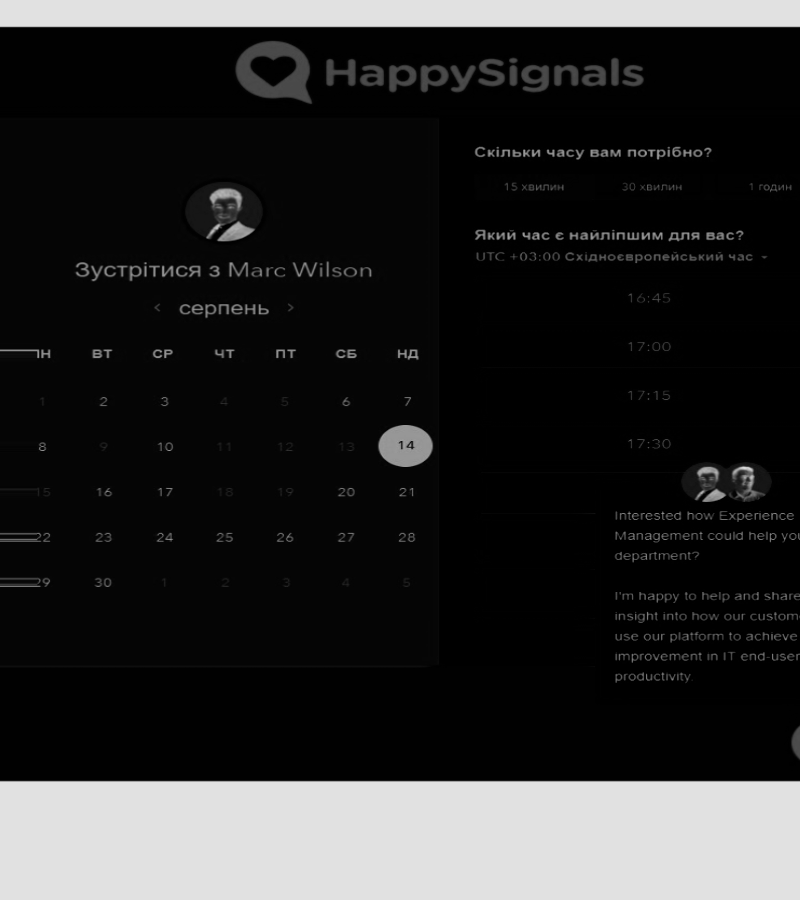 HappySignals
Зустрітися з Marc Wilson
серпень
ПН ВТ СР ЧТ ПТ СБ НД
1 2 3 4 5 6 7
8 9 10 11 12 13 14
15 16 17 18 19 20 21
22 23 24 25 26 27 28
29 30 1 2 3 4 5
Скільки часу вам потрібно?
15 хвилин 30 хвилин 1 годин
Який час є найліпшим для вас?
UTC +03:00 Східноєвропейський час
16:45
17:00
17:15
17:30
Interested how Experience
Management could help you
department?
I'm happy to help and share
insight into how our custom
use our platform to achieve
improvement in IT end-user
productivity.